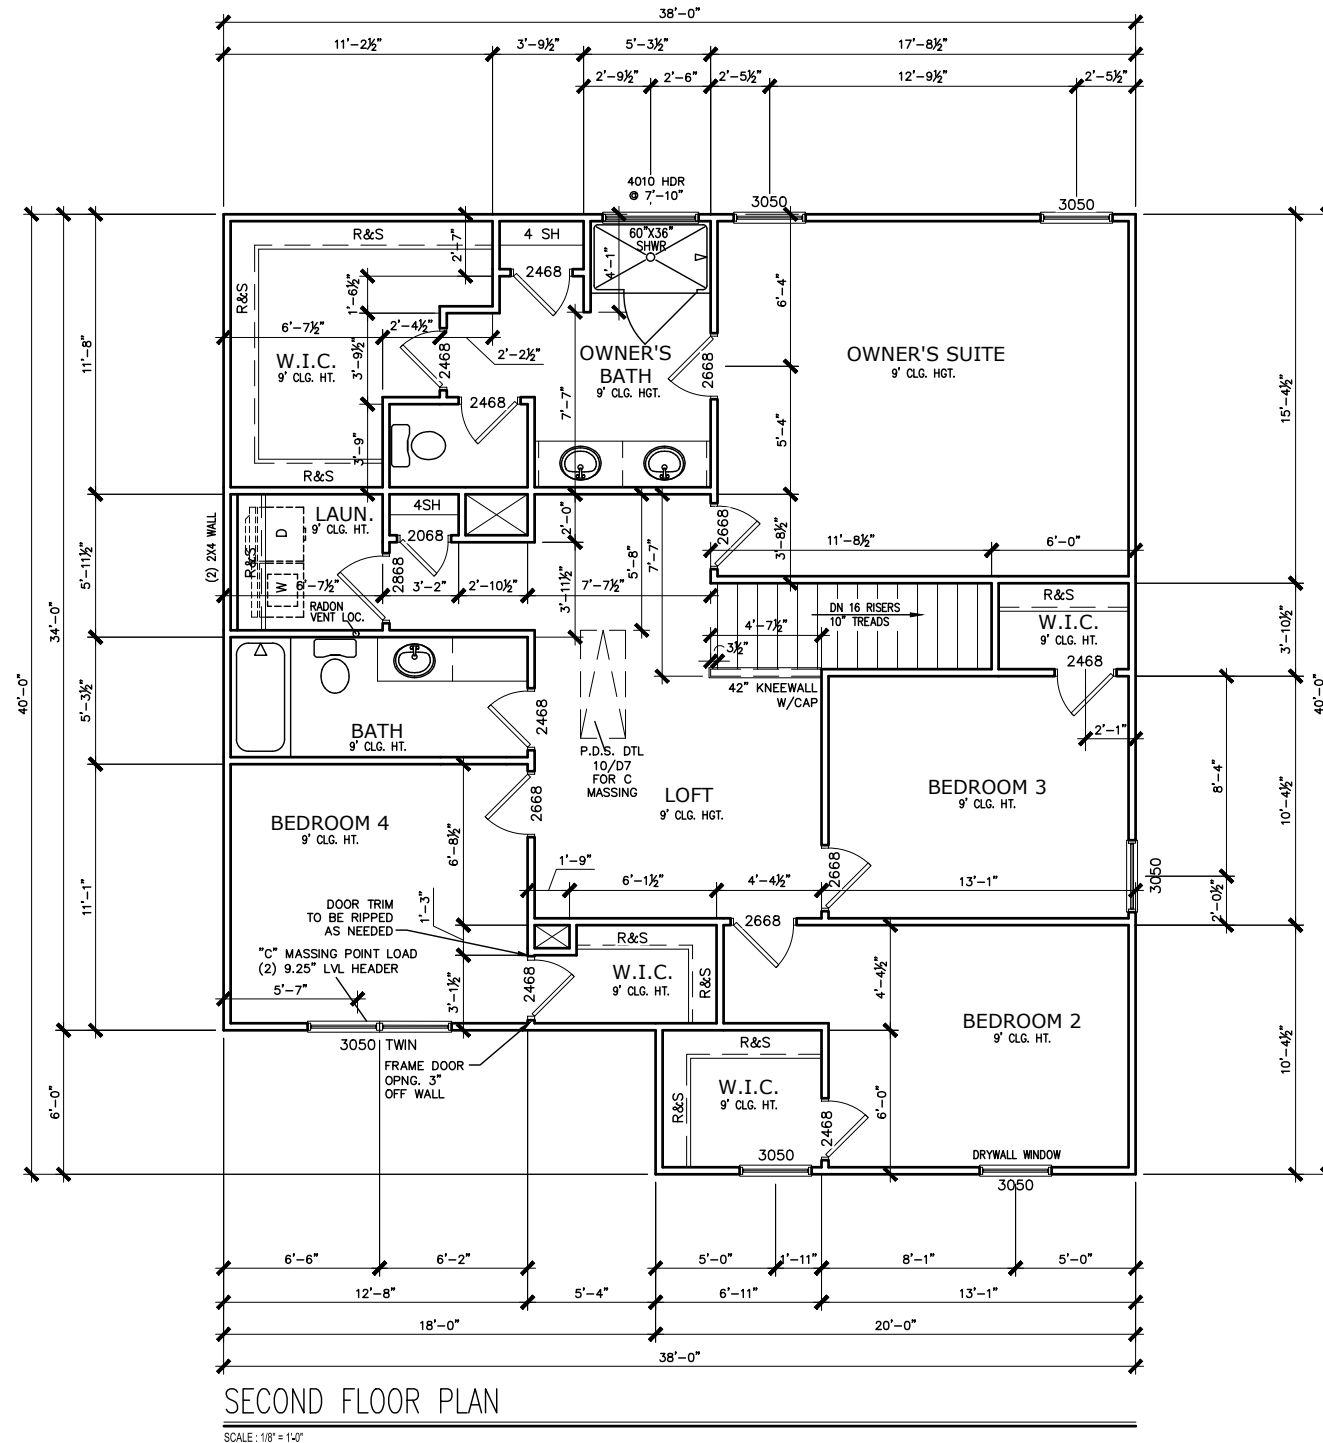 38'-0"
11'-2½" 3'-9½" 5'-3½" 17'-8½"
2'-9½" 2'-6" 2'-5½" 12'-9½" 2'-5½"
4010 HDR
@ 7'-10"
3050
3050
R&S
2'-7"
4 SH
60"X36"
SHWR
2468
4'-1"
6'-4"
R&S
1'-6½"
6'-7½"
2'-4½"
2'-2½"
W.I.C.
9' CLG. HT.
3'-9½"
2468
OWNER'S
BATH
9' CLG. HGT.
2668
OWNER'S SUITE
9' CLG. HGT.
11'-8"
15'-4½"
2468
7'-7"
5'-4"
3'-9"
R&S
(2) 2X4 WALL
LAUN.
9' CLG. HT.
D
W
R&S
4SH
2068
2868
2'-0"
5'-8"
7'-7"
2668
3'-8½"
11'-8½"
6'-0"
5'-11½"
6'-7½"
3'-2"
2'-10½"
3'-11½"
7'-7½"
RADON
VENT LOC.
DN 16 RISERS
10" TREADS
4'-7½"
3½"
R&S
W.I.C.
9' CLG. HT.
2468
3'-10½"
34'-0"
40'-0"
40'-0"
5'-3½"
42" KNEEWALL
W/CAP
2'-1"
BATH
9' CLG. HT.
2468
P.D.S. DTL
10/D7
FOR C
MASSING
LOFT
9' CLG. HGT.
BEDROOM 3
9' CLG. HT.
8'-4"
10'-4½"
BEDROOM 4
9' CLG. HT.
6'-8½"
2668
1'-9"
6'-1½"
4'-4½"
2668
13'-1"
3050
2'-0½"
11'-1"
DOOR TRIM
TO BE RIPPED
AS NEEDED
1'-3"
2668
"C" MASSING POINT LOAD
(2) 9.25" LVL HEADER
5'-7"
3'-1½"
2468
R&S
W.I.C.
9' CLG. HT.
R&S
4'-4½"
BEDROOM 2
9' CLG. HT.
3050 TWIN
FRAME DOOR
OPNG. 3"
OFF WALL
R&S
W.I.C.
9' CLG. HT.
R&S
2468
6'-0"
6'-0"
10'-4½"
3050
DRYWALL WINDOW
3050
6'-6" 6'-2" 5'-0" 1'-11" 8'-1" 5'-0"
12'-8" 5'-4" 6'-11" 13'-1"
18'-0" 20'-0"
38'-0"
SECOND FLOOR PLAN
SCALE : 1/8" = 1'-0"